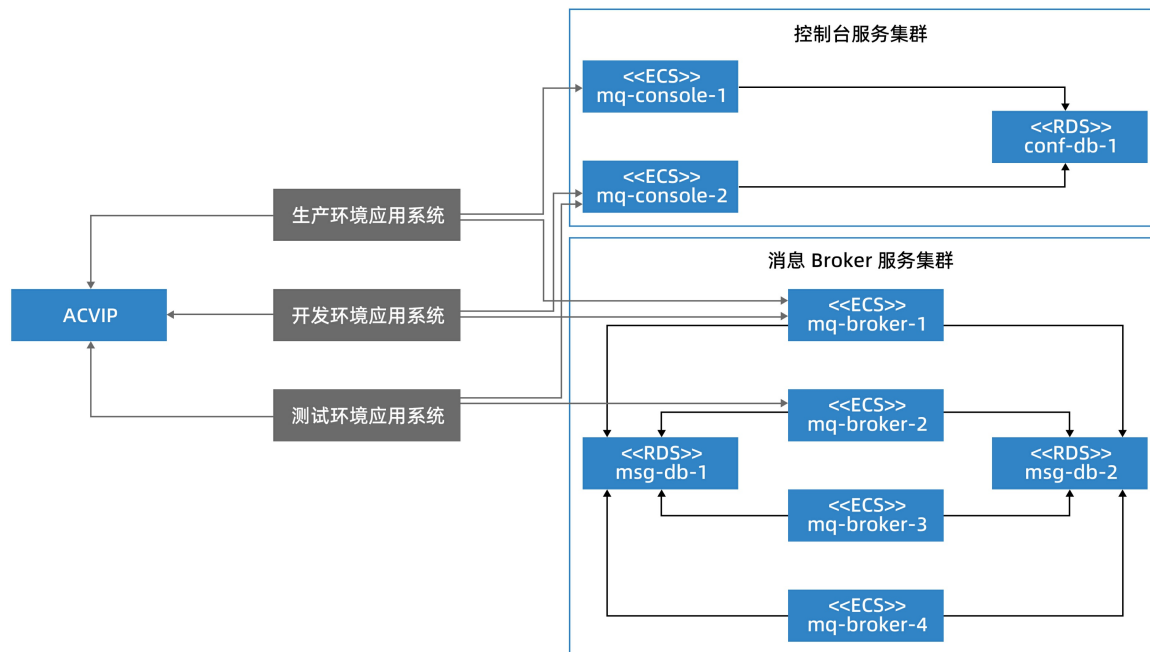 控制台服务集群
<<ECS>>
mq-console-1
<<RDS>>
conf-db-1
<<ECS>>
mq-console-2
生产环境应用系统
ACVIP
开发环境应用系统
测试环境应用系统
消息 Broker 服务集群
<<ECS>>
mq-broker-1
<<ECS>>
mq-broker-2
<<RDS>>
msg-db-1
<<RDS>>
msg-db-2
<<ECS>>
mq-broker-3
<<ECS>>
mq-broker-4